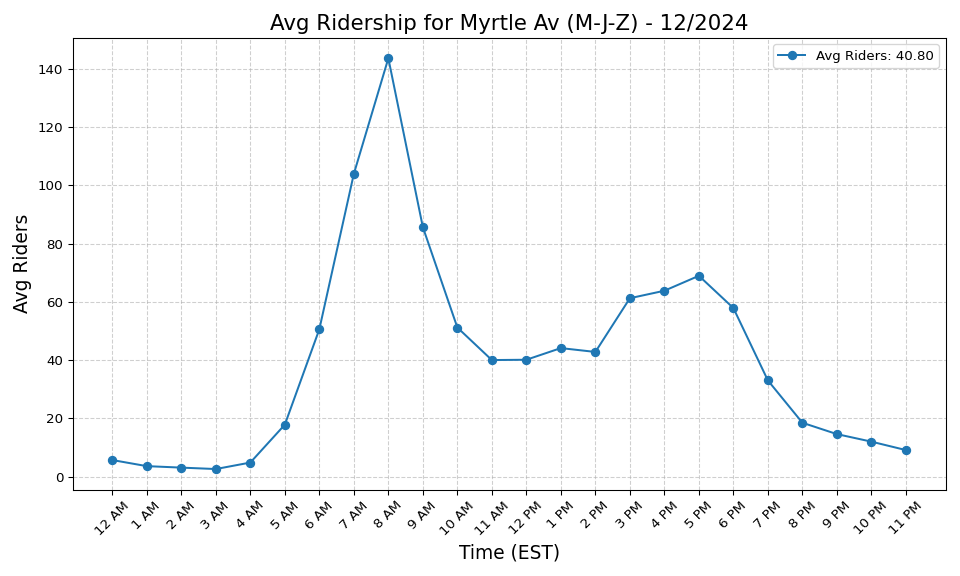 Avg Ridership for Myrtle Av (M-J-Z) - 12/2024
Avg Riders: 40.80
Avg Riders
140
120
100
80
60
40
20
0
12 AM
1 AM
2 AM
3 AM
4 AM
5 AM
6 AM
7 AM
8 AM
9 AM
10 AM
11 AM
12 PM
1 PM
2 PM
3 PM
4 PM
5 PM
6 PM
7 PM
8 PM
9 PM
10 PM
11 PM
Time (EST)